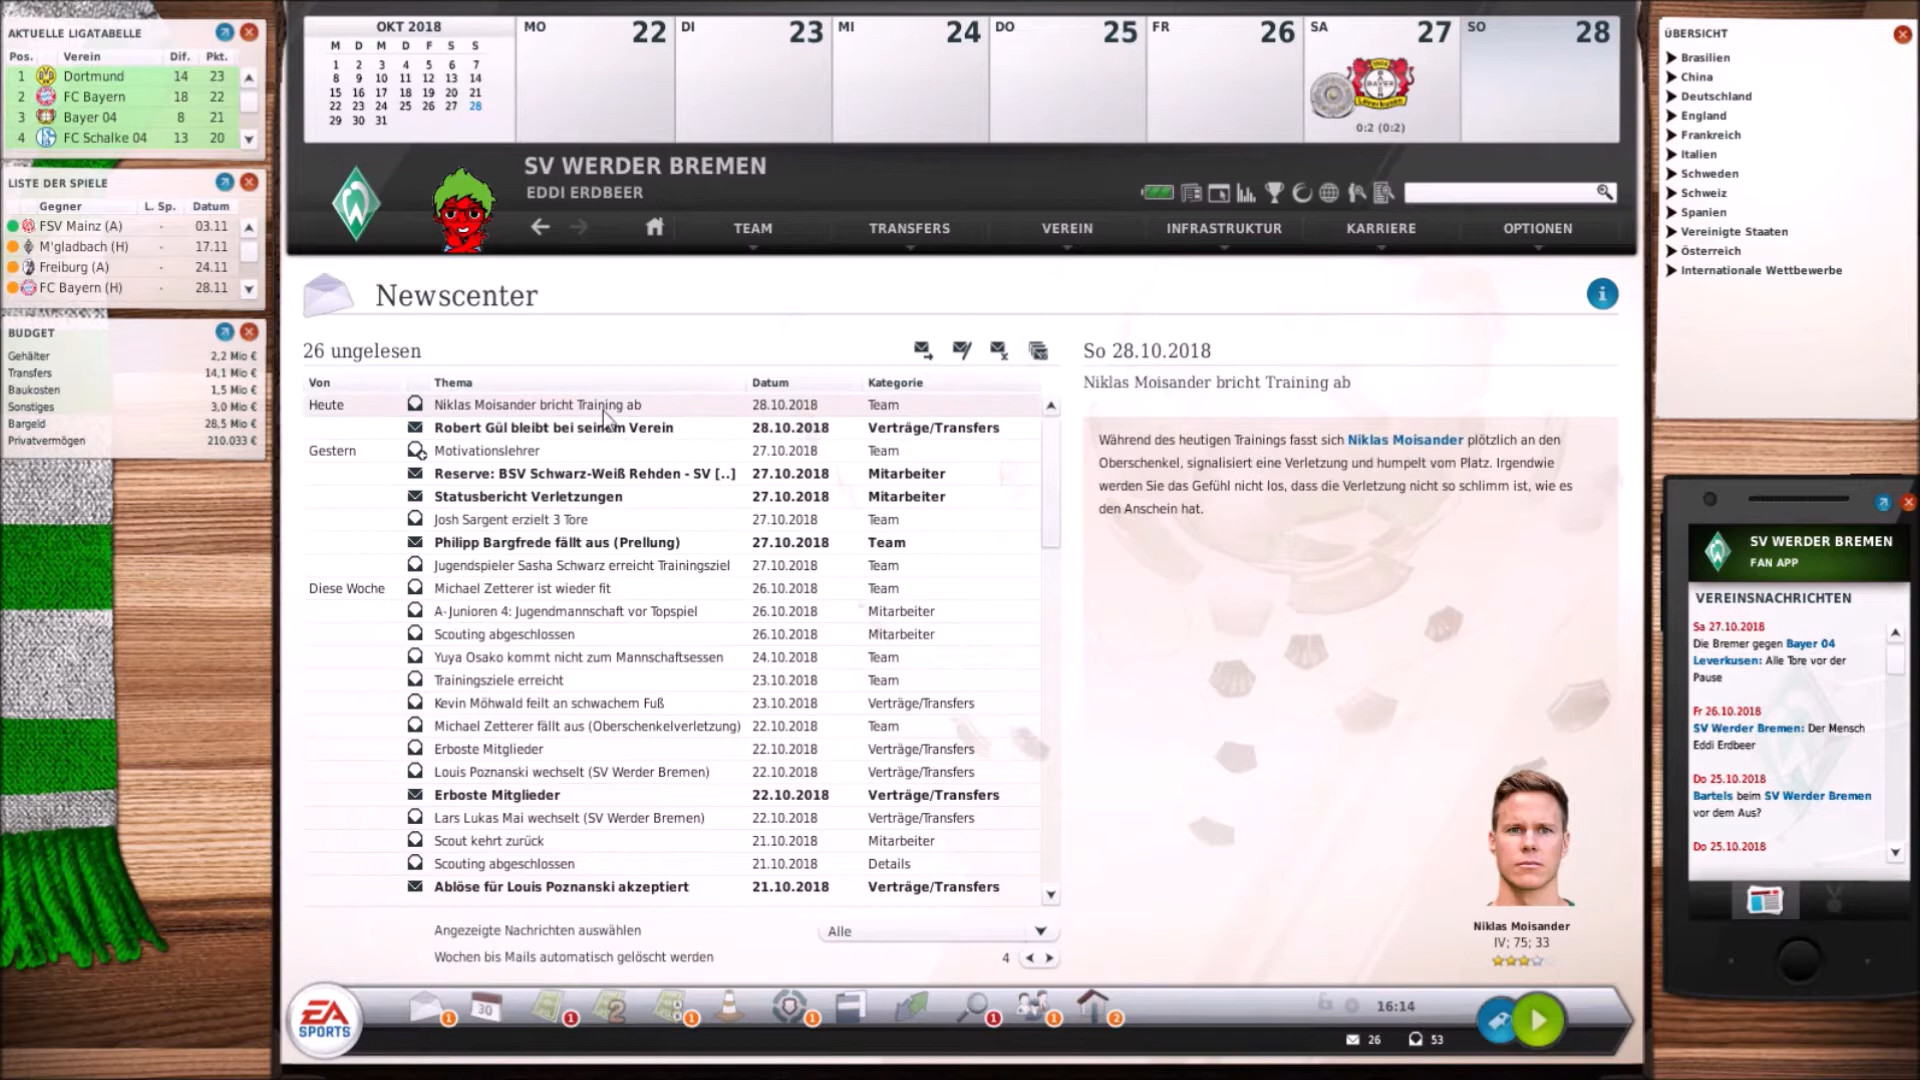 AKTUELLE LIGATABELLE
Pos. Verein Dif. Pkt.
1 Dortmund 14 23
2 FC Bayern 18 22
3 Bayer 04 8 21
4 FC Schalke 04 13 20
LISTE DER SPIELE
Gegner L. Sp. Datum
FSV Mainz (A) - 03.11
M'gladbach (H) - 17.11
Freiburg (A) - 24.11
FC Bayern (H) - 28.11
BUDGET
Gehälter 2,2 Mio €
Transfers 14,1 Mio €
Baukosten 1,5 Mio €
Sonstiges 3,0 Mio €
Bargeld 28,5 Mio €
Privatvermögen 210.033 €
OKT 2018
M D M D F S S
1 2 3 4 5 6 7
8 9 10 11 12 13 14
15 16 17 18 19 20 21
22 23 24 25 26 27 28
29 30 31
MO 22 DI 23 MI 24 DO 25 FR 26 SA 27 SO 28
0:2 (0:2)
SV WERDER BREMEN
EDDI ERDBEER
TEAM TRANSFERS VEREIN INFRASTRUKTUR KARRIERE OPTIONEN
Newscenter
26 ungelesen
Von Thema Datum Kategorie
Heute Niklas Moisander bricht Training ab 28.10.2018 Team
Robert Gül bleibt bei seinem Verein 28.10.2018 Verträge/Transfers
Gestern Motivationslehrer 27.10.2018 Team
Reserve: BSV Schwarz-Weiß Rehden - SV [..] 27.10.2018 Mitarbeiter
Statusbericht Verletzungen 27.10.2018 Mitarbeiter
Josh Sargent erzielt 3 Tore 27.10.2018 Team
Philipp Bargfrede fällt aus (Prellung) 27.10.2018 Team
Jugendspieler Sasha Schwarz erreicht Trainingsziel 27.10.2018 Team
Diese Woche Michael Zetterer ist wieder fit 26.10.2018 Team
A-Junioren 4: Jugendmannschaft vor Topspiel 26.10.2018 Mitarbeiter
Scouting abgeschlossen 26.10.2018 Mitarbeiter
Yuya Osako kommt nicht zum Mannschaftsessen 24.10.2018 Team
Trainingsziele erreicht 23.10.2018 Team
Kevin Möhwald feilt an schwachem Fuß 23.10.2018 Verträge/Transfers
Michael Zetterer fällt aus (Oberschenkelverletzung) 22.10.2018 Team
Erboste Mitglieder 22.10.2018 Verträge/Transfers
Louis Poznanski wechselt (SV Werder Bremen) 22.10.2018 Verträge/Transfers
Erboste Mitglieder 22.10.2018 Verträge/Transfers
Lars Lukas Mai wechselt (SV Werder Bremen) 22.10.2018 Verträge/Transfers
Scout kehrt zurück 21.10.2018 Mitarbeiter
Scouting abgeschlossen 21.10.2018 Details
Ablöse für Louis Poznanski akzeptiert 21.10.2018 Verträge/Transfers
Angezeigte Nachrichten auswählen Alle
Wochen bis Mails automatisch gelöscht werden 4
So 28.10.2018
Niklas Moisander bricht Training ab
Während des heutigen Trainings fasst sich Niklas Moisander plötzlich an den
Oberschenkel, signalisiert eine Verletzung und humpelt vom Platz. Irgendwie
werden Sie das Gefühl nicht los, dass die Verletzung nicht so schlimm ist, wie es
den Anschein hat.
Niklas Moisander
IV; 75; 33
EA
SPORTS
1 30 1 2 1 1 1 1 2
16:14
26 53
ÜBERSICHT
Brasilien
China
Deutschland
England
Frankreich
Italien
Schweden
Schweiz
Spanien
Vereinigte Staaten
Österreich
Internationale Wettbewerbe
SV WERDER BREMEN
FAN APP
VEREINSNACHRICHTEN
Sa 27.10.2018
Die Bremer gegen Bayer 04
Leverkusen: Alle Tore vor der
Pause
Fr 26.10.2018
SV Werder Bremen: Der Mensch
Eddi Erdbeer
Do 25.10.2018
Bartels beim SV Werder Bremen
vor dem Aus?
Do 25.10.2018